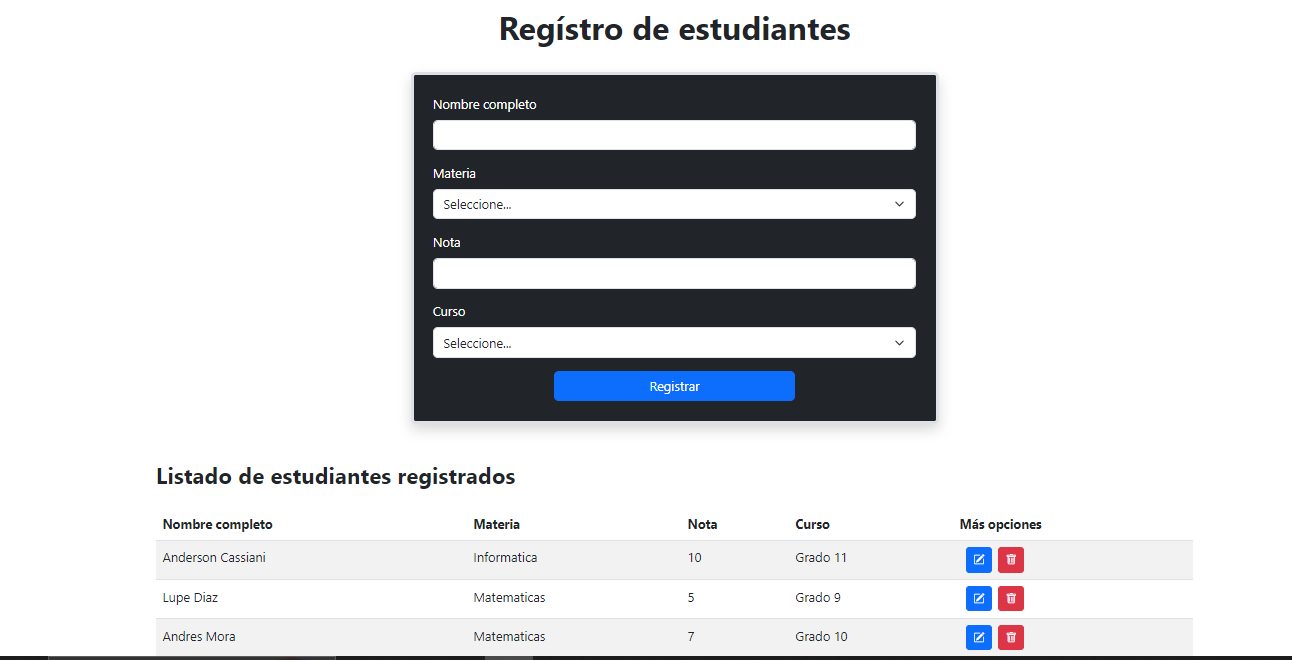 Regístro de estudiantes
Nombre completo
Materia
Seleccione...
Nota
Curso
Seleccione...
Registrar
Listado de estudiantes registrados
Nombre completo Materia Nota Curso Más opciones
Anderson Cassiani Informatica 10 Grado 11
Lupe Diaz Matematicas 5 Grado 9
Andres Mora Matematicas 7 Grado 10